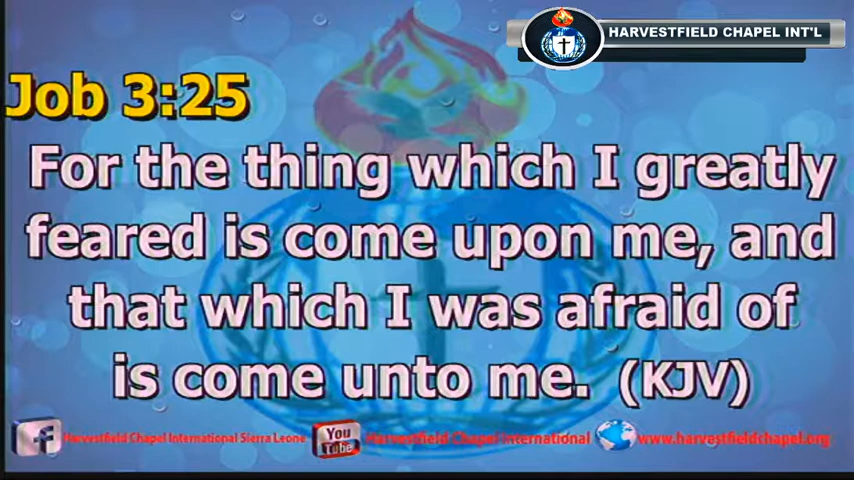 HARVESTFIELD CHAPEL INT'L
Job 3:25
For the thing which I greatly
feared is come upon me, and
that which I was afraid of
is come unto me. (KJV)
f Harvestfield Chapel International Sierra Leone You Tube Harvestfield Chapel International www.harvestfieldchapel.org